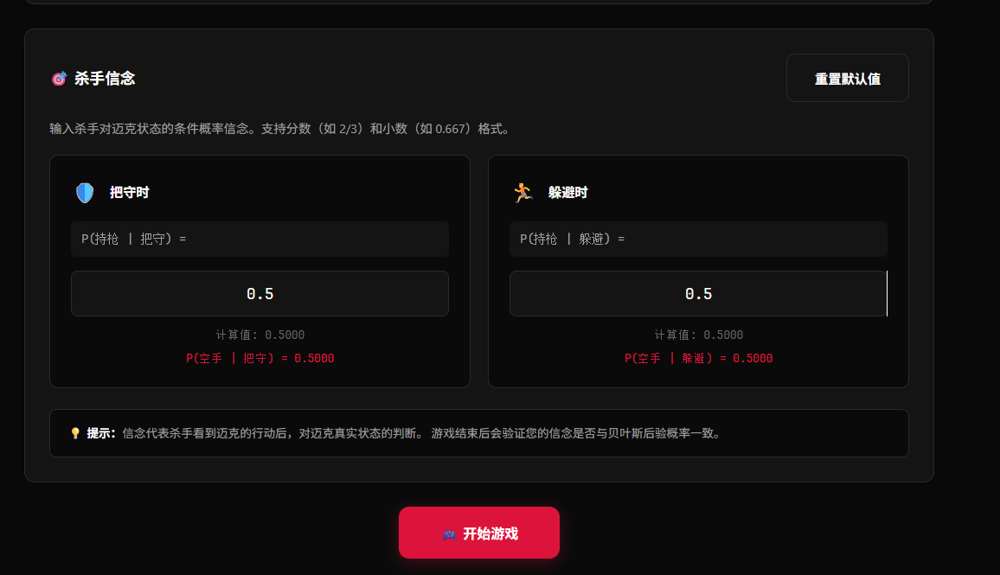 🎯 杀手信念
重置默认值
输入杀手对迈克状态的条件概率信念。支持分数（如 2/3）和小数（如 0.667）格式。
把守时
P(持枪 | 把守) =
0.5
计算值: 0.5000
P(空手 | 把守) = 0.5000
躲避时
P(持枪 | 躲避) =
0.5
计算值: 0.5000
P(空手 | 躲避) = 0.5000
💡 提示：信念代表杀手看到迈克的行动后，对迈克真实状态的判断。 游戏结束后会验证您的信念是否与贝叶斯后验概率一致。
🎮 开始游戏